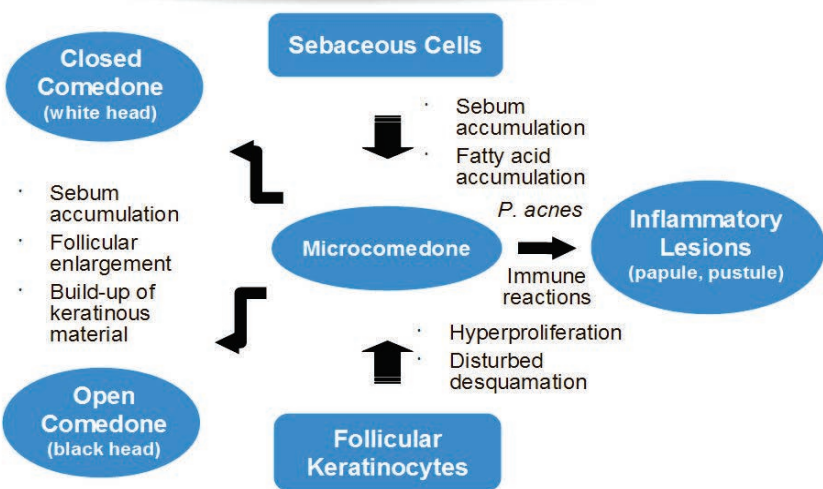 Sebaceous Cells
Closed
Comedone
(white head)
· Sebum
accumulation
· Fatty acid
accumulation
· Sebum
accumulation
· Follicular
enlargement
· Build-up of
keratinous
material
Microcomedone
P. acnes
Immune
reactions
Inflammatory
Lesions
(papule, pustule)
· Hyperproliferation
· Disturbed
desquamation
Open
Comedone
(black head)
Follicular
Keratinocytes